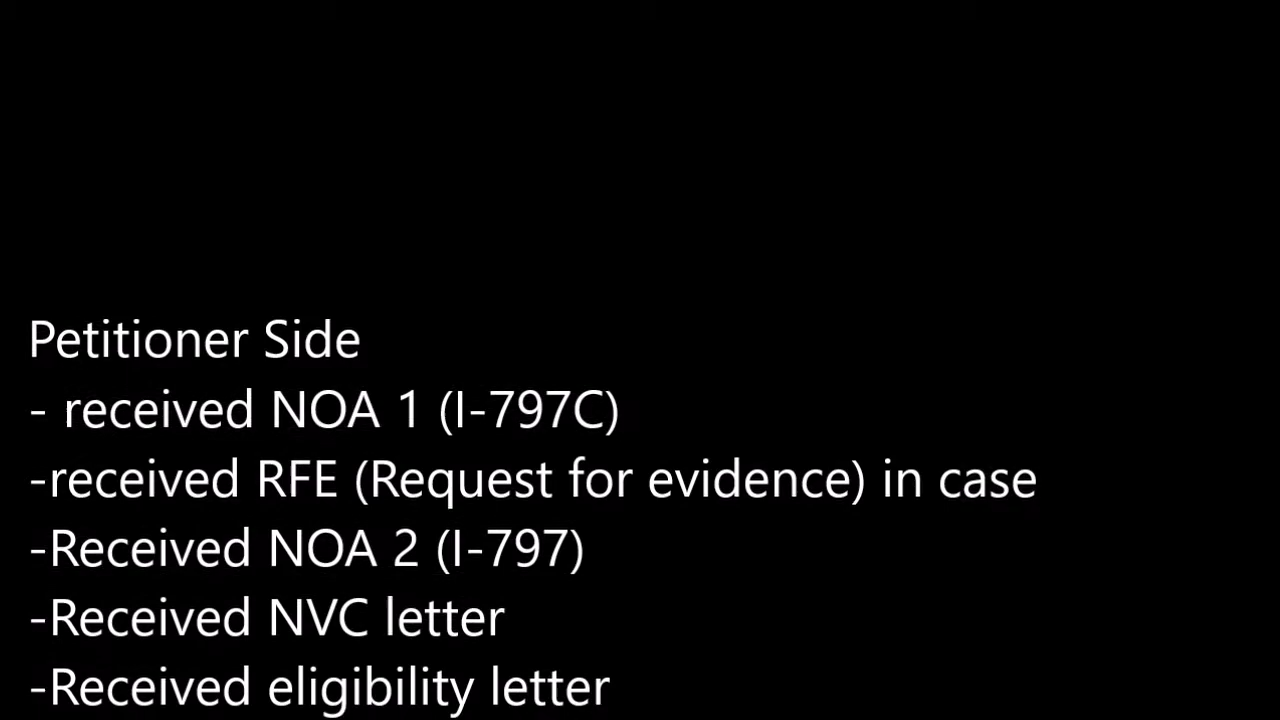 Petitioner Side
- received NOA 1 (I-797C)
-received RFE (Request for evidence) in case
-Received NOA 2 (I-797)
-Received NVC letter
-Received eligibility letter